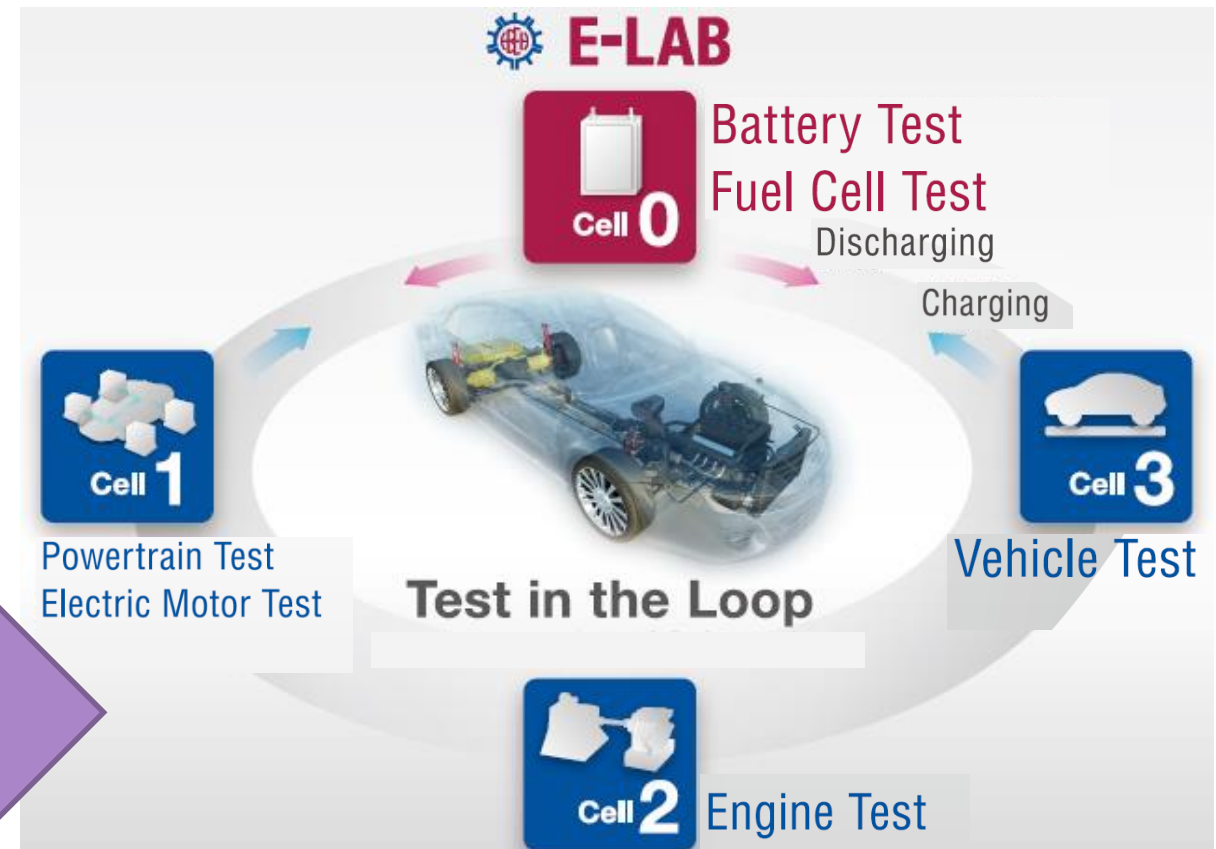 E-LAB
Battery Test
Fuel Cell Test
Cell 0
Discharging
Charging
Cell 1
Cell 3
Powertrain Test
Electric Motor Test
Vehicle Test
Test in the Loop
Cell 2
Engine Test